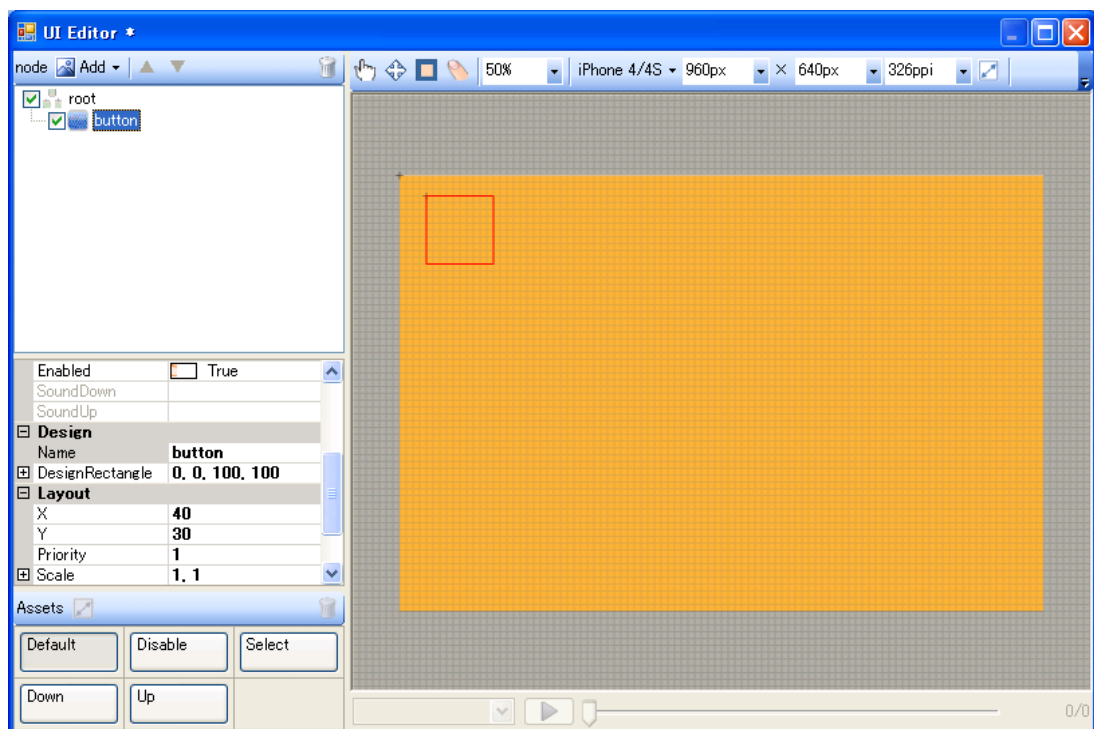 UI Editor *
node Add
50% iPhone 4/4S 960px × 640px 326ppi
root
button
Enabled True
SoundDown
SoundUp
Design
Name button
DesignRectangle 0, 0, 100, 100
Layout
X 40
Y 30
Priority 1
Scale 1, 1
Assets
Default Disable Select
Down Up
0/0